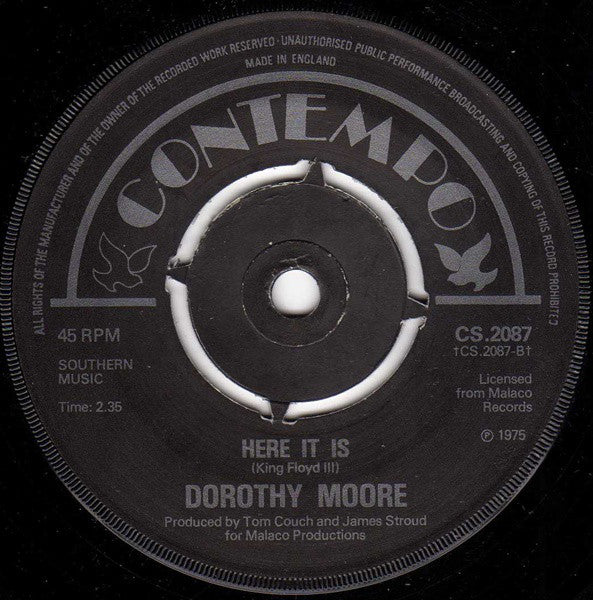 ALL RIGHTS OF THE MANUFACTURER AND OF THE OWNER OF THE RECORDED WORK RESERVED · UNAUTHORISED PUBLIC PERFORMANCE BROADCASTING AND COPYING OF THIS RECORD PROHIBITED
MADE IN ENGLAND
CONTEMPO
45 RPM
SOUTHERN
MUSIC
Time: 2.35
CS.2087
†CS.2087-B†
Licensed
from Malaco
Records
℗ 1975
HERE IT IS
(King Floyd III)
DOROTHY MOORE
Produced by Tom Couch and James Stroud
for Malaco Productions